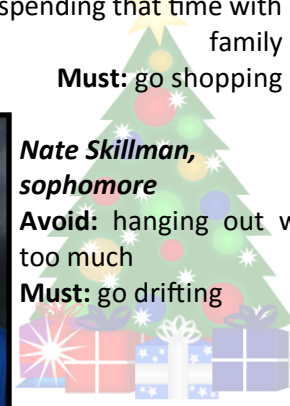 spending that time with
family
Must: go shopping
Nate Skillman,
sophomore
Avoid: hanging out
too much
Must: go drifting